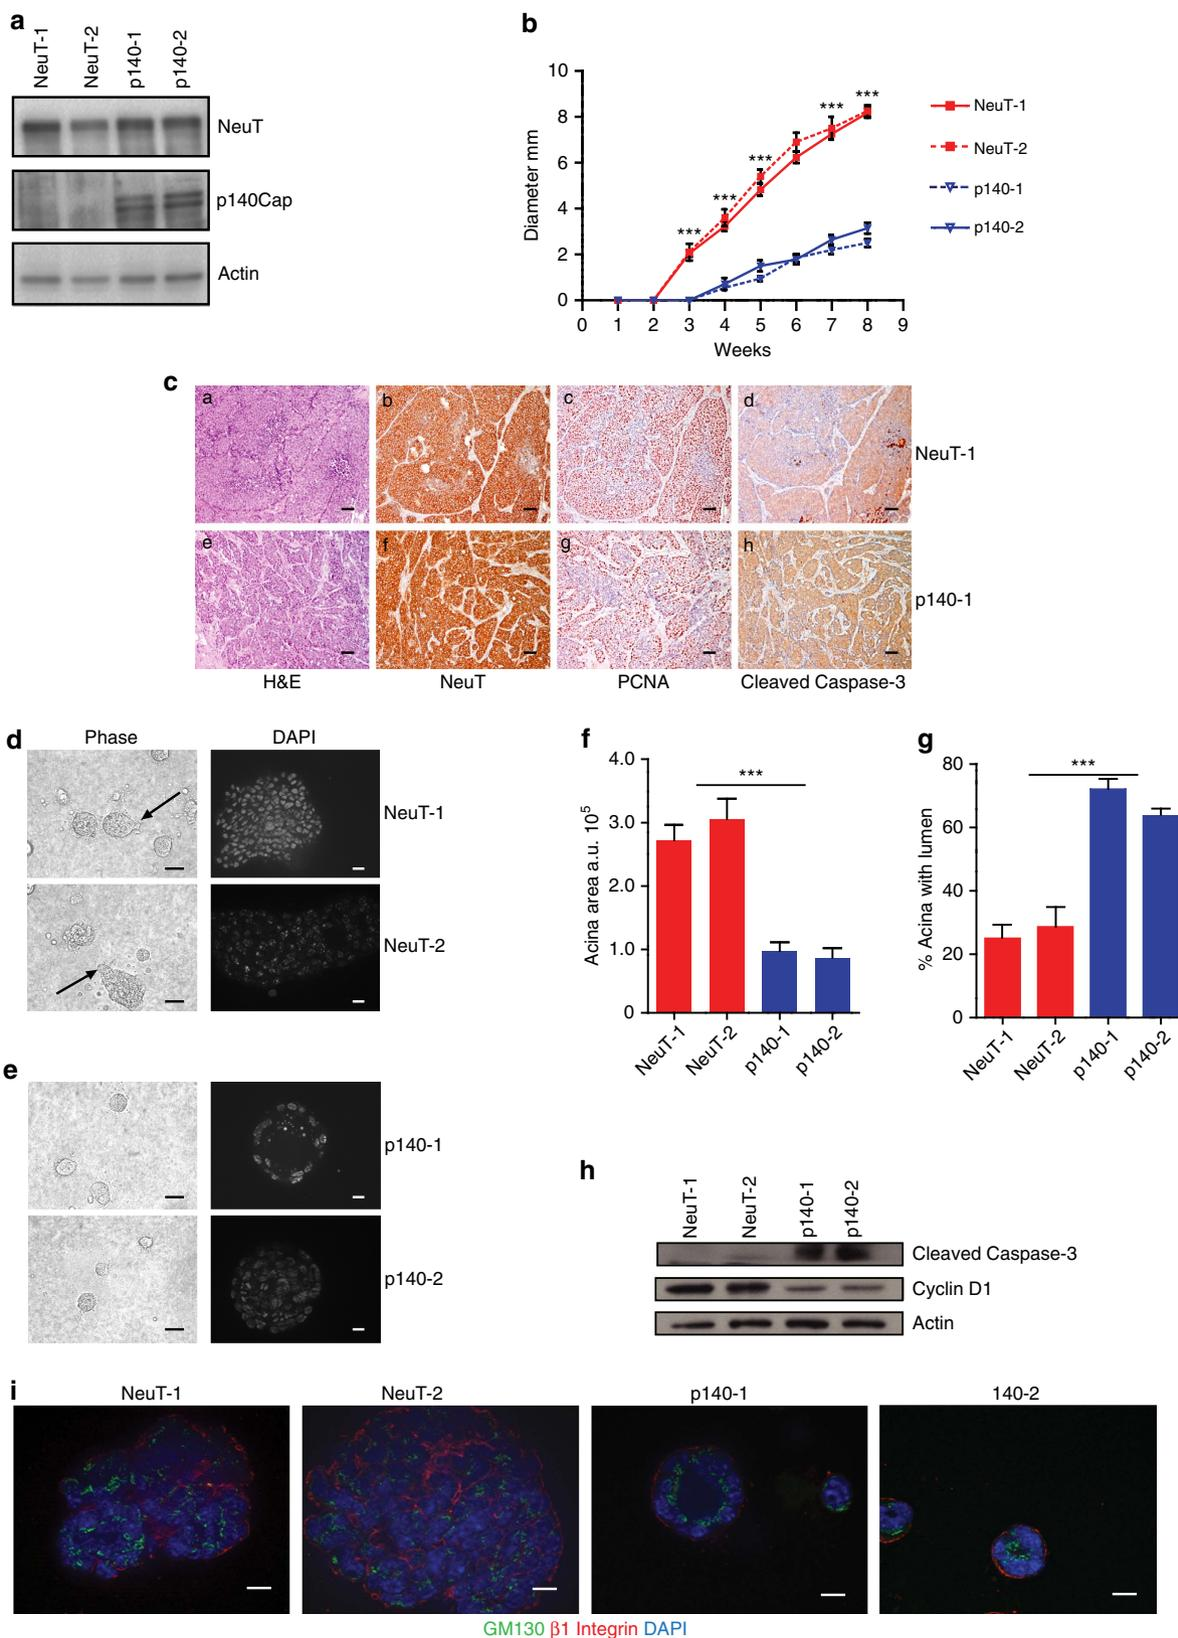 a
NeuT-1
NeuT-2
p140-1
p140-2
NeuT
p140Cap
Actin
b
Diameter mm
10
8
6
4
2
0
***
***
***
***
***
0 1 2 3 4 5 6 7 8 9
Weeks
NeuT-1
NeuT-2
p140-1
p140-2
c
a b c d
NeuT-1
e f g h
p140-1
H&E NeuT PCNA Cleaved Caspase-3
d
Phase DAPI
NeuT-1
NeuT-2
e
p140-1
p140-2
f
Acina area a.u. 10⁵
4.0
3.0
2.0
1.0
0
***
NeuT-1 NeuT-2 p140-1 p140-2
g
% Acina with lumen
80
60
40
20
0
***
NeuT-1 NeuT-2 p140-1 p140-2
h
NeuT-1
NeuT-2
p140-1
p140-2
Cleaved Caspase-3
Cyclin D1
Actin
i
NeuT-1 NeuT-2 p140-1 140-2
GM130 β1 Integrin DAPI